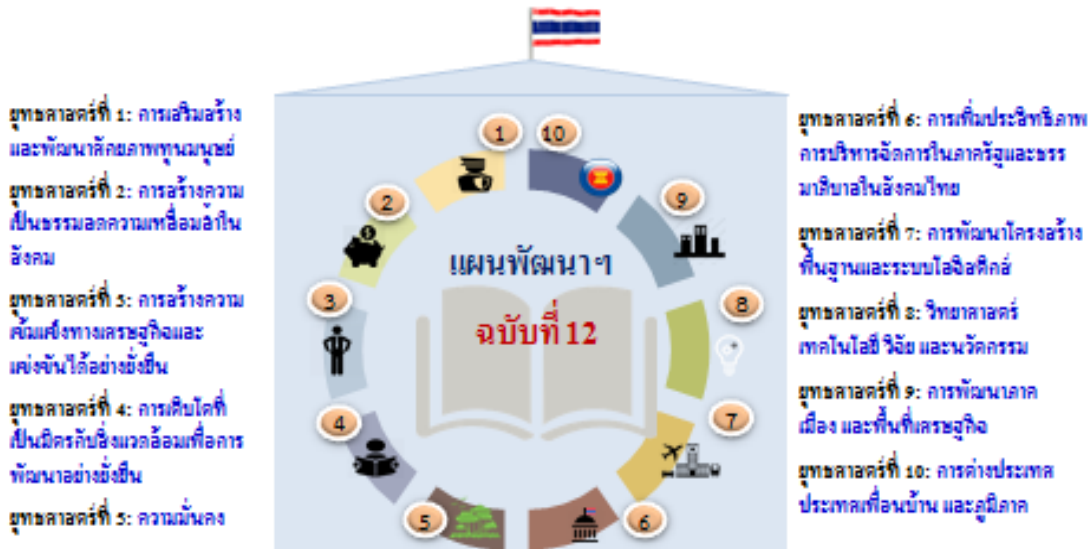 ยุทธศาสตร์ที่ 1: การเสริมสร้าง
และพัฒนาศักยภาพทุนมนุษย์
ยุทธศาสตร์ที่ 2: การสร้างความ
เป็นธรรมลดความเหลื่อมล้ำใน
สังคม
ยุทธศาสตร์ที่ 3: การสร้างความ
เข้มแข็งทางเศรษฐกิจและ
แข่งขันได้อย่างยั่งยืน
ยุทธศาสตร์ที่ 4: การเติบโตที่
เป็นมิตรกับสิ่งแวดล้อมเพื่อการ
พัฒนาอย่างยั่งยืน
ยุทธศาสตร์ที่ 5: ความมั่นคง
1
10
2
9
3
8
4
7
5
6
แผนพัฒนาฯ
ฉบับที่ 12
ยุทธศาสตร์ที่ 6: การเพิ่มประสิทธิภาพ
การบริหารจัดการในภาครัฐและธรร
มาภิบาลในสังคมไทย
ยุทธศาสตร์ที่ 7: การพัฒนาโครงสร้าง
พื้นฐานและระบบโลจิสติกส์
ยุทธศาสตร์ที่ 8: วิทยาศาสตร์
เทคโนโลยี วิจัย และนวัตกรรม
ยุทธศาสตร์ที่ 9: การพัฒนาภาค
เมือง และพื้นที่เศรษฐกิจ
ยุทธศาสตร์ที่ 10: การต่างประเทศ
ประเทศเพื่อนบ้าน และภูมิภาค